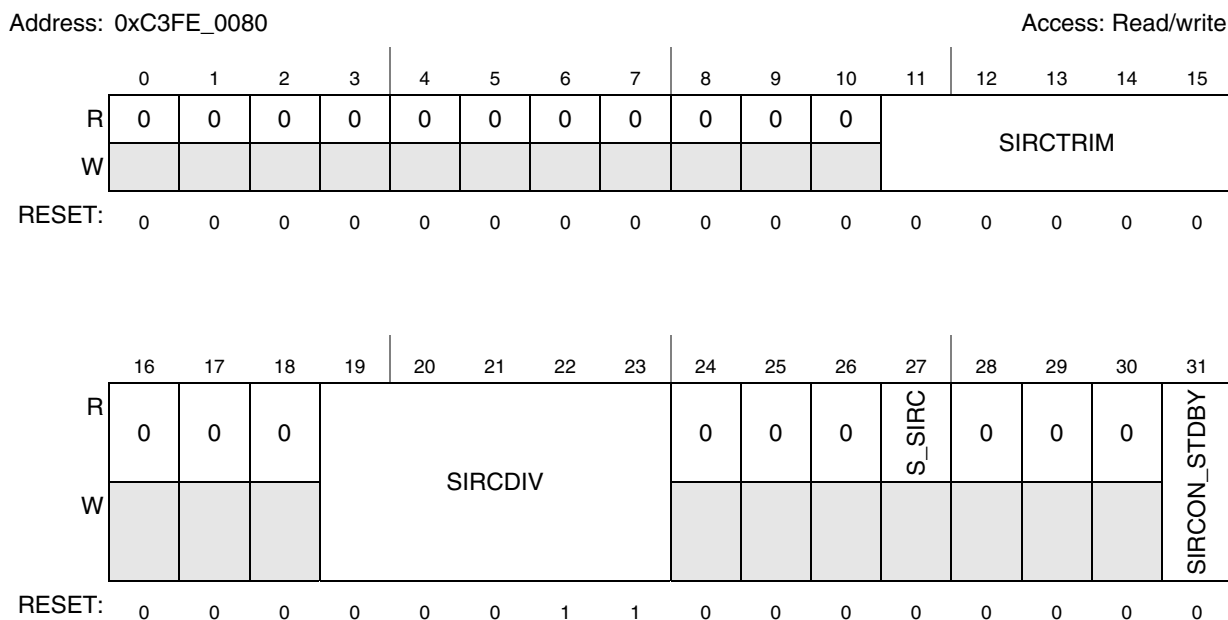 Address: 0xC3FE_0080 Access: Read/write
0 1 2 3 4 5 6 7 8 9 10 11 12 13 14 15
R 0 0 0 0 0 0 0 0 0 0 0 SIRCTRIM
W
RESET: 0 0 0 0 0 0 0 0 0 0 0 0 0 0 0 0
16 17 18 19 20 21 22 23 24 25 26 27 28 29 30 31
R 0 0 0 SIRCDIV 0 0 0 S_SIRC 0 0 0 SIRCON_STDBY
W
RESET: 0 0 0 0 0 0 1 1 0 0 0 0 0 0 0 0